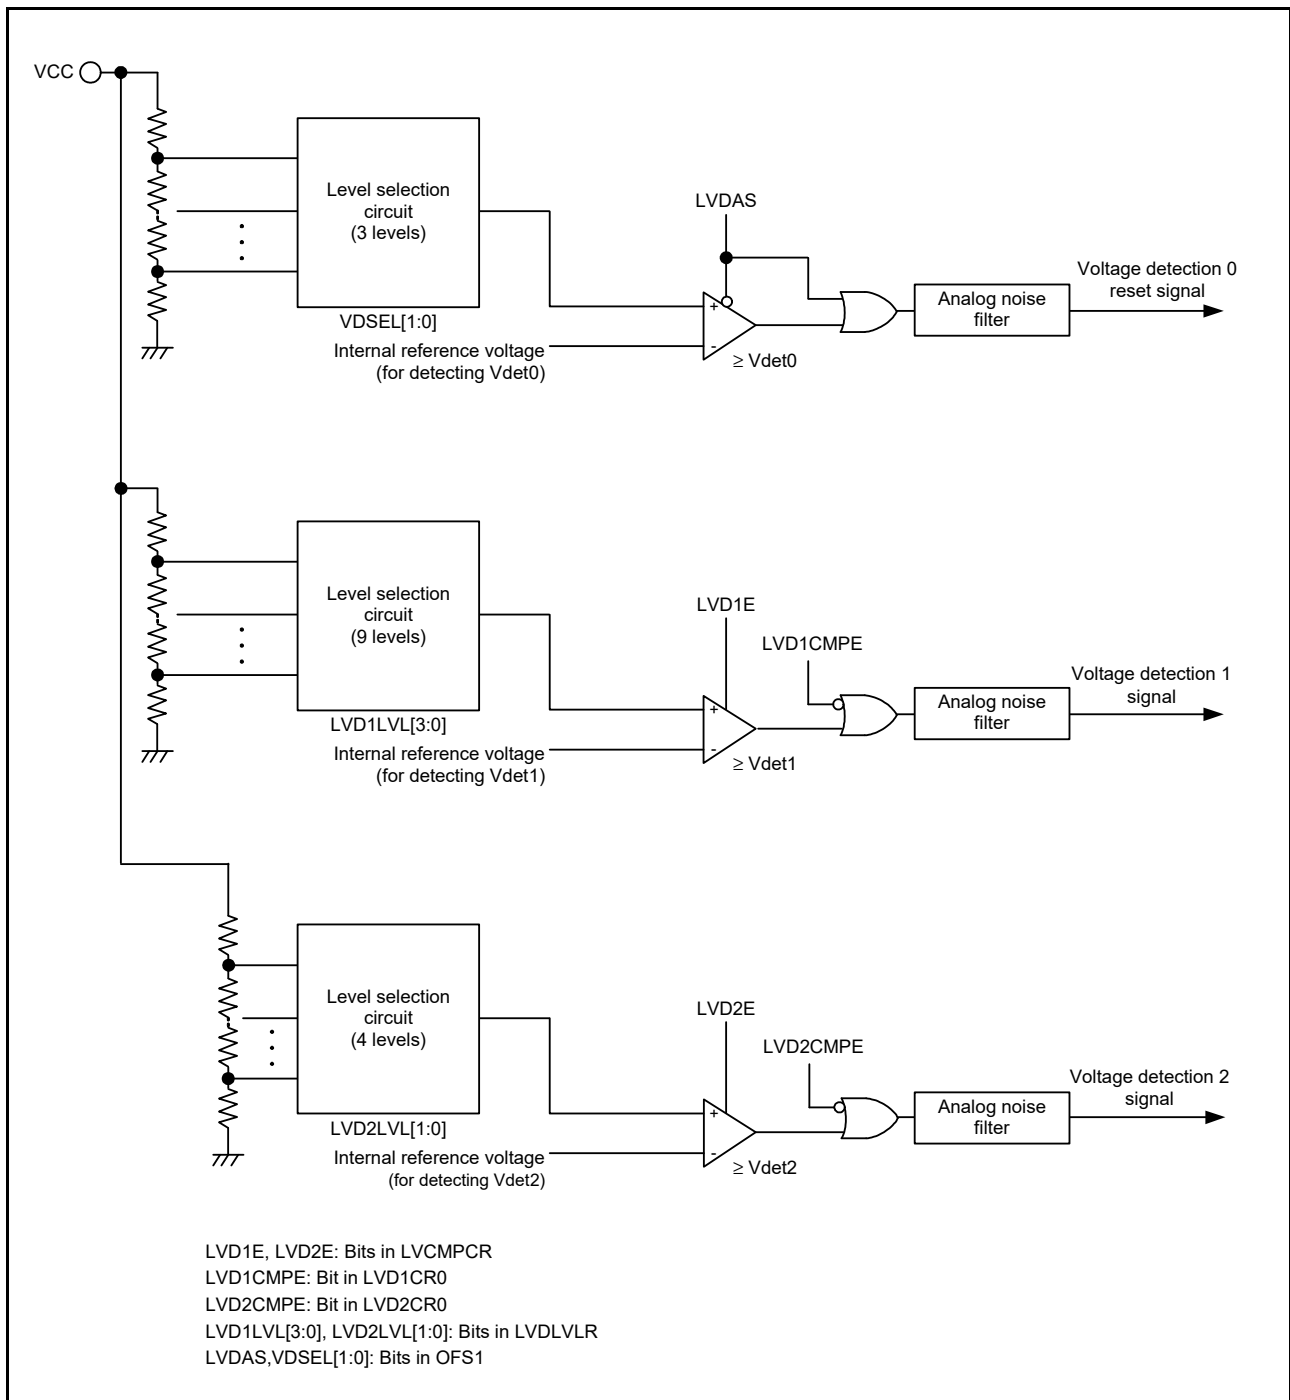 VCC
Level selection
circuit
(3 levels)
VDSEL[1:0]
Internal reference voltage
(for detecting Vdet0)
LVDAS
+
-
≥ Vdet0
Analog noise
filter
Voltage detection 0
reset signal
Level selection
circuit
(9 levels)
LVD1LVL[3:0]
Internal reference voltage
(for detecting Vdet1)
LVD1E
LVD1CMPE
+
-
≥ Vdet1
Analog noise
filter
Voltage detection 1
signal
Level selection
circuit
(4 levels)
LVD2LVL[1:0]
Internal reference voltage
(for detecting Vdet2)
LVD2E
LVD2CMPE
+
-
≥ Vdet2
Analog noise
filter
Voltage detection 2
signal
LVD1E, LVD2E: Bits in LVCMPCR
LVD1CMPE: Bit in LVD1CR0
LVD2CMPE: Bit in LVD2CR0
LVD1LVL[3:0], LVD2LVL[1:0]: Bits in LVDLVLR
LVDAS,VDSEL[1:0]: Bits in OFS1